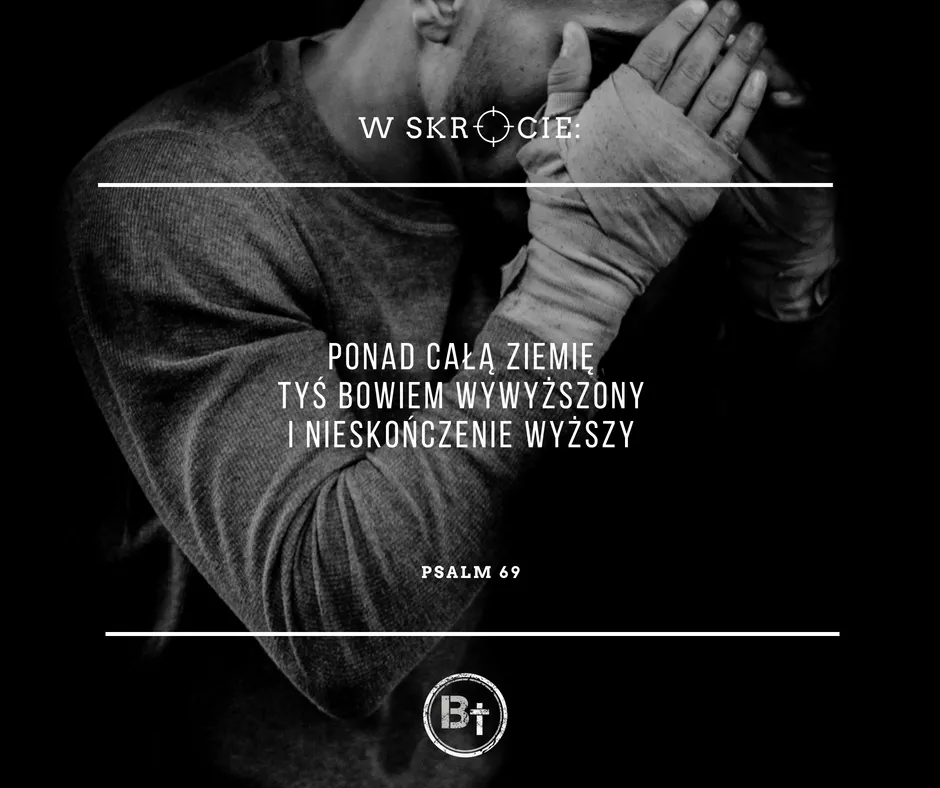 W SKRÓCIE:
PONAD CAŁĄ ZIEMIĘ
TYŚ BOWIEM WYWYŻSZONY
I NIESKOŃCZENIE WYŻSZY
PSALM 69
Bt